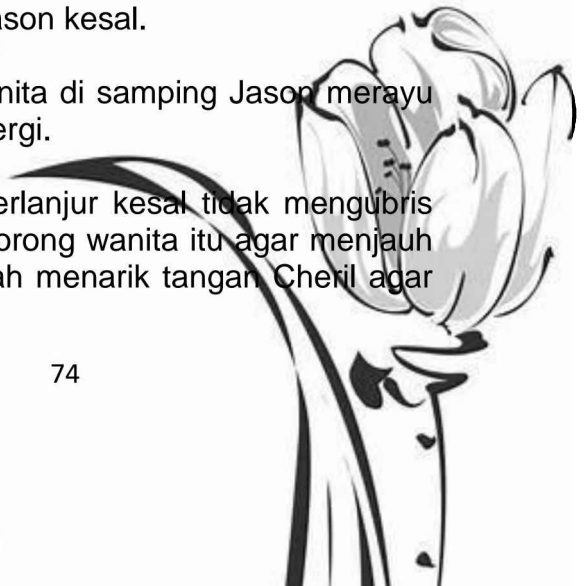 ason kesal.
nita di samping Jason merayu
ergi.
erlanjur kesal tidak mengubris
orong wanita itu agar menjauh
ah menarik tangan Cheril agar
74